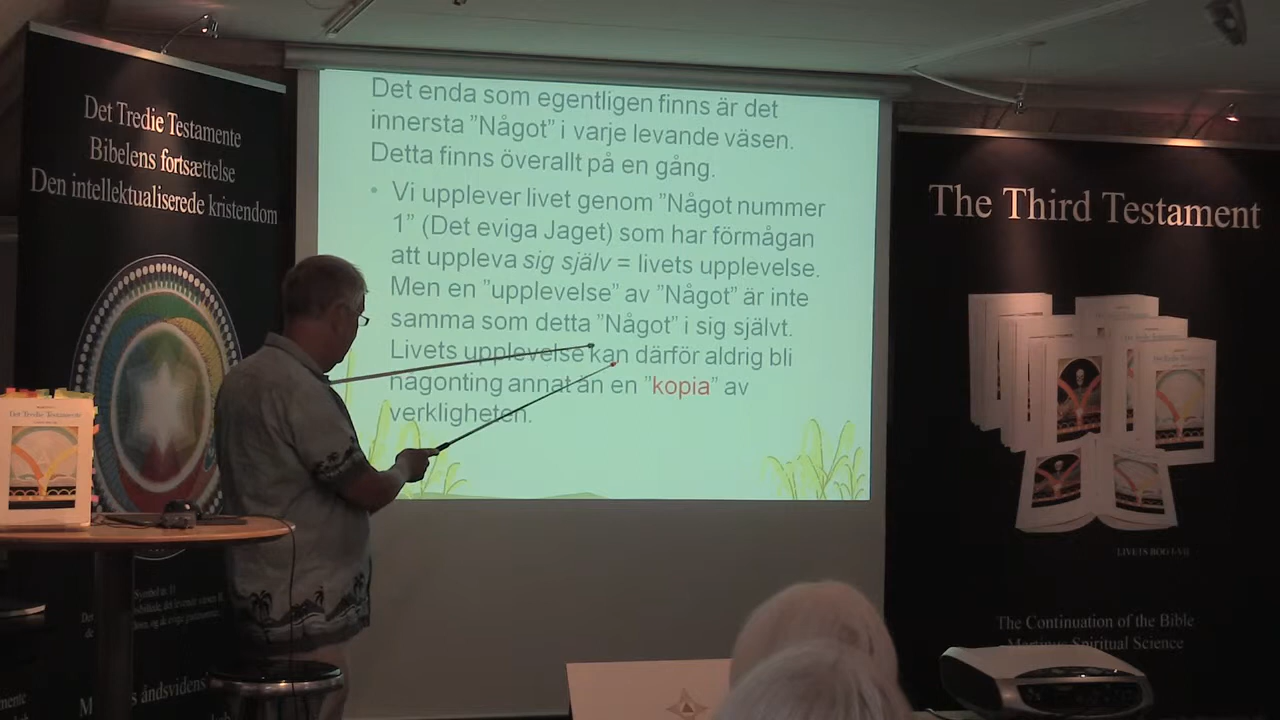 Det Tredie Testamente
Bibelens fortsættelse
Den intellektualiserede kristendom
Det enda som egentligen finns är det
innersta "Något" i varje levande väsen.
Detta finns överallt på en gång.
• Vi upplever livet genom "Något nummer
1" (Det eviga Jaget) som har förmågan
att uppleva sig själv = livets upplevelse.
Men en "upplevelse" av "Något" är inte
samma som detta "Något" i sig självt.
Livets upplevelse kan därför aldrig bli
någonting annat än en "kopia" av
verkligheten.
The Third Testament
LIVETS BOG I-VII
The Continuation of the Bible
Martinus Spiritual Science
Det Tredie Testamente
Symbol nr. 11
åndsvidens